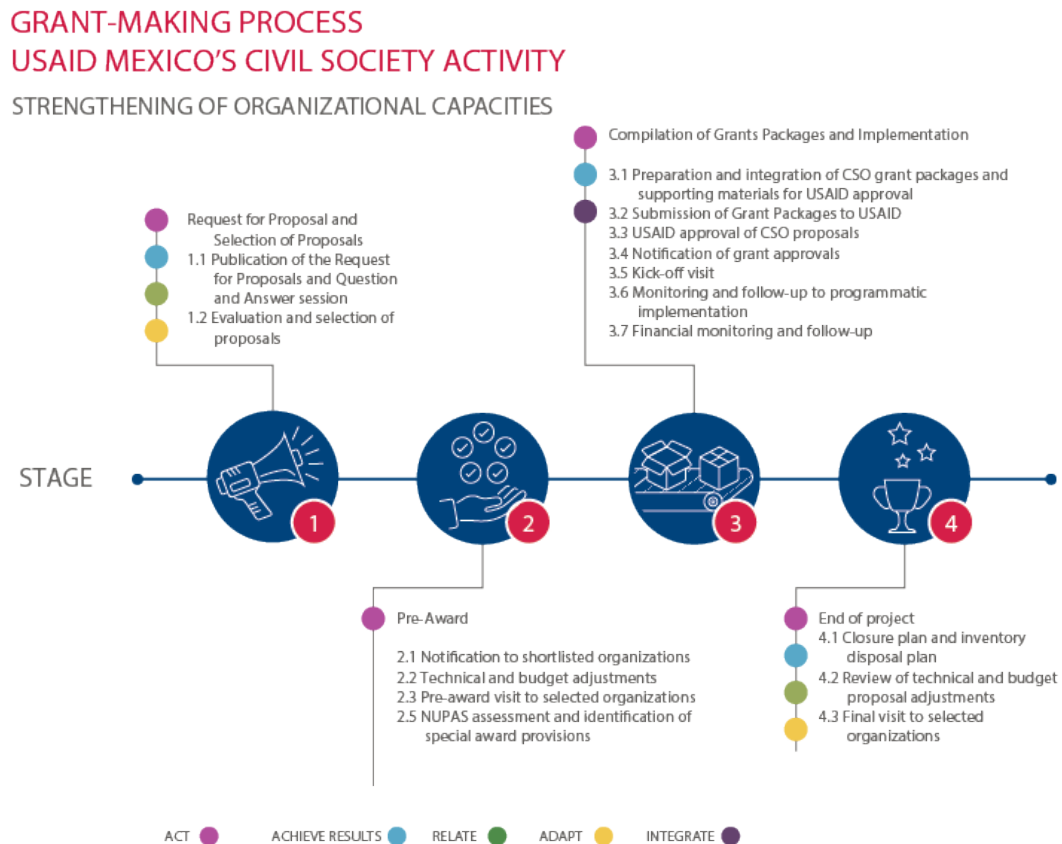 GRANT-MAKING PROCESS
USAID MEXICO'S CIVIL SOCIETY ACTIVITY
STRENGTHENING OF ORGANIZATIONAL CAPACITIES
Request for Proposal and
Selection of Proposals
1.1 Publication of the Request
for Proposals and Question
and Answer session
1.2 Evaluation and selection of
proposals
Compilation of Grants Packages and Implementation
3.1 Preparation and integration of CSO grant packages and
supporting materials for USAID approval
3.2 Submission of Grant Packages to USAID
3.3 USAID approval of CSO proposals
3.4 Notification of grant approvals
3.5 Kick-off visit
3.6 Monitoring and follow-up to programmatic
implementation
3.7 Financial monitoring and follow-up
STAGE
1
2
3
4
Pre-Award
2.1 Notification to shortlisted organizations
2.2 Technical and budget adjustments
2.3 Pre-award visit to selected organizations
2.5 NUPAS assessment and identification of
special award provisions
End of project
4.1 Closure plan and inventory
disposal plan
4.2 Review of technical and budget
proposal adjustments
4.3 Final visit to selected
organizations
ACT
ACHIEVE RESULTS
RELATE
ADAPT
INTEGRATE